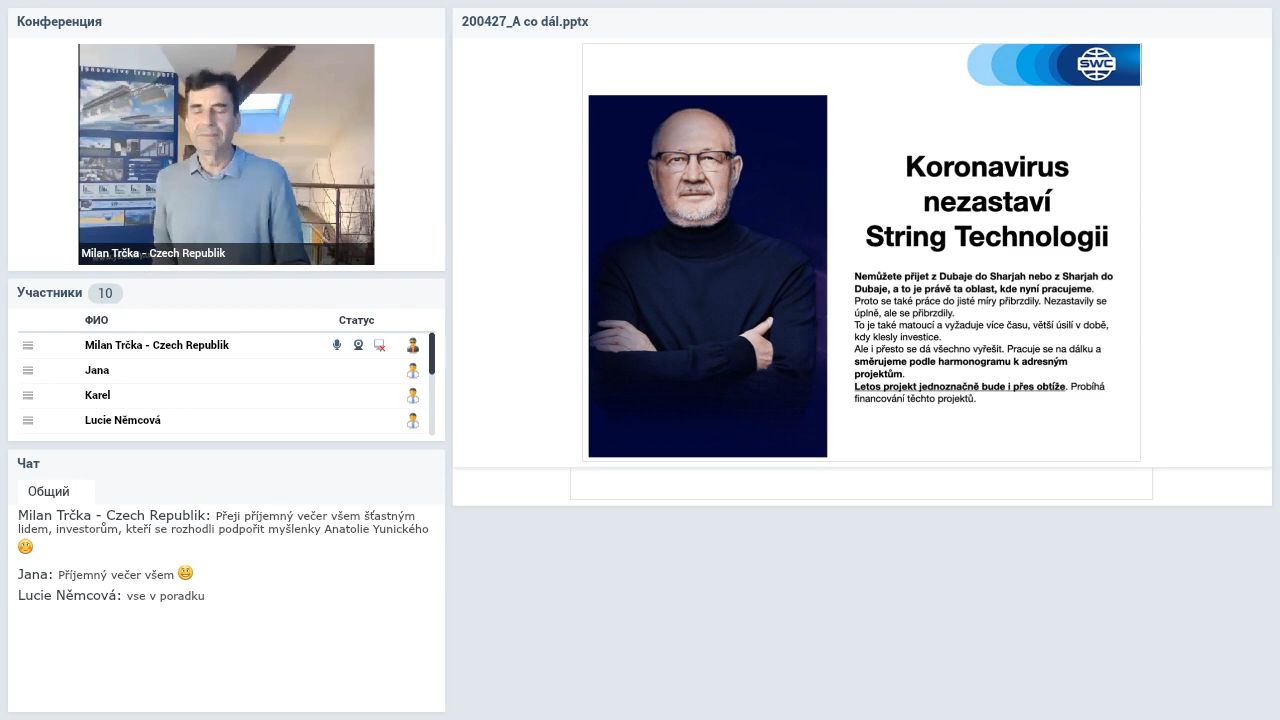 Конференция
Innovative transport
Milan Trčka - Czech Republik
Участники 10
ФИО Статус
Milan Trčka - Czech Republik
Jana
Karel
Lucie Němcová
Чат
Общий
Milan Trčka - Czech Republik: Přeji příjemný večer všem šťastným
lidem, investorům, kteří se rozhodli podpořit myšlenky Anatolie Yunického
Jana: Příjemný večer všem
Lucie Němcová: vse v poradku
200427_A co dál.pptx
SWC
Koronavirus
nezastaví
String Technologii
Nemůžete přijet z Dubaje do Sharjah nebo z Sharjah do
Dubaje, a to je právě ta oblast, kde nyní pracujeme.
Proto se také práce do jisté míry přibrzdily. Nezastavily se
úplně, ale se přibrzdily.
To je také matoucí a vyžaduje více času, větší úsilí v době,
kdy klesly investice.
Ale i přesto se dá všechno vyřešit. Pracuje se na dálku a
směrujeme podle harmonogramu k adresným
projektům.
Letos projekt jednoznačně bude i přes obtíže. Probíhá
financování těchto projektů.